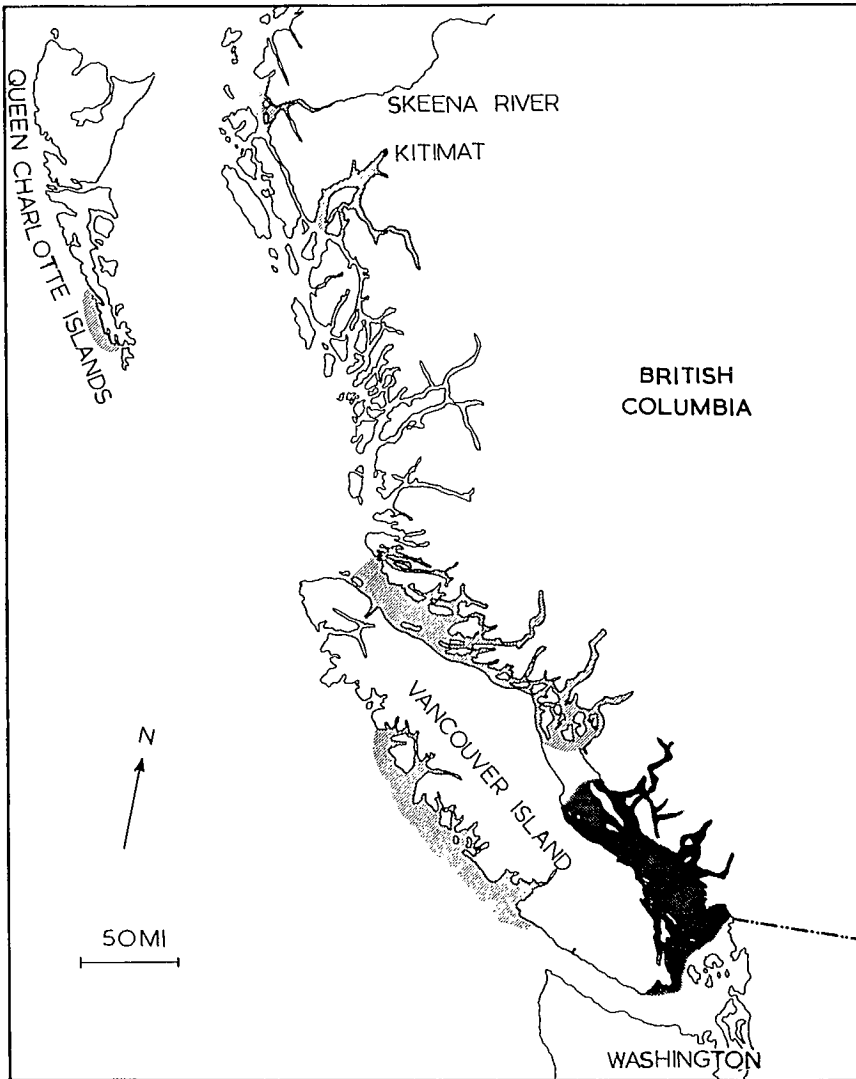 SKEENA RIVER
KITIMAT
QUEEN CHARLOTTE ISLANDS
BRITISH
COLUMBIA
VANCOUVER ISLAND
N
50MI
WASHINGTON